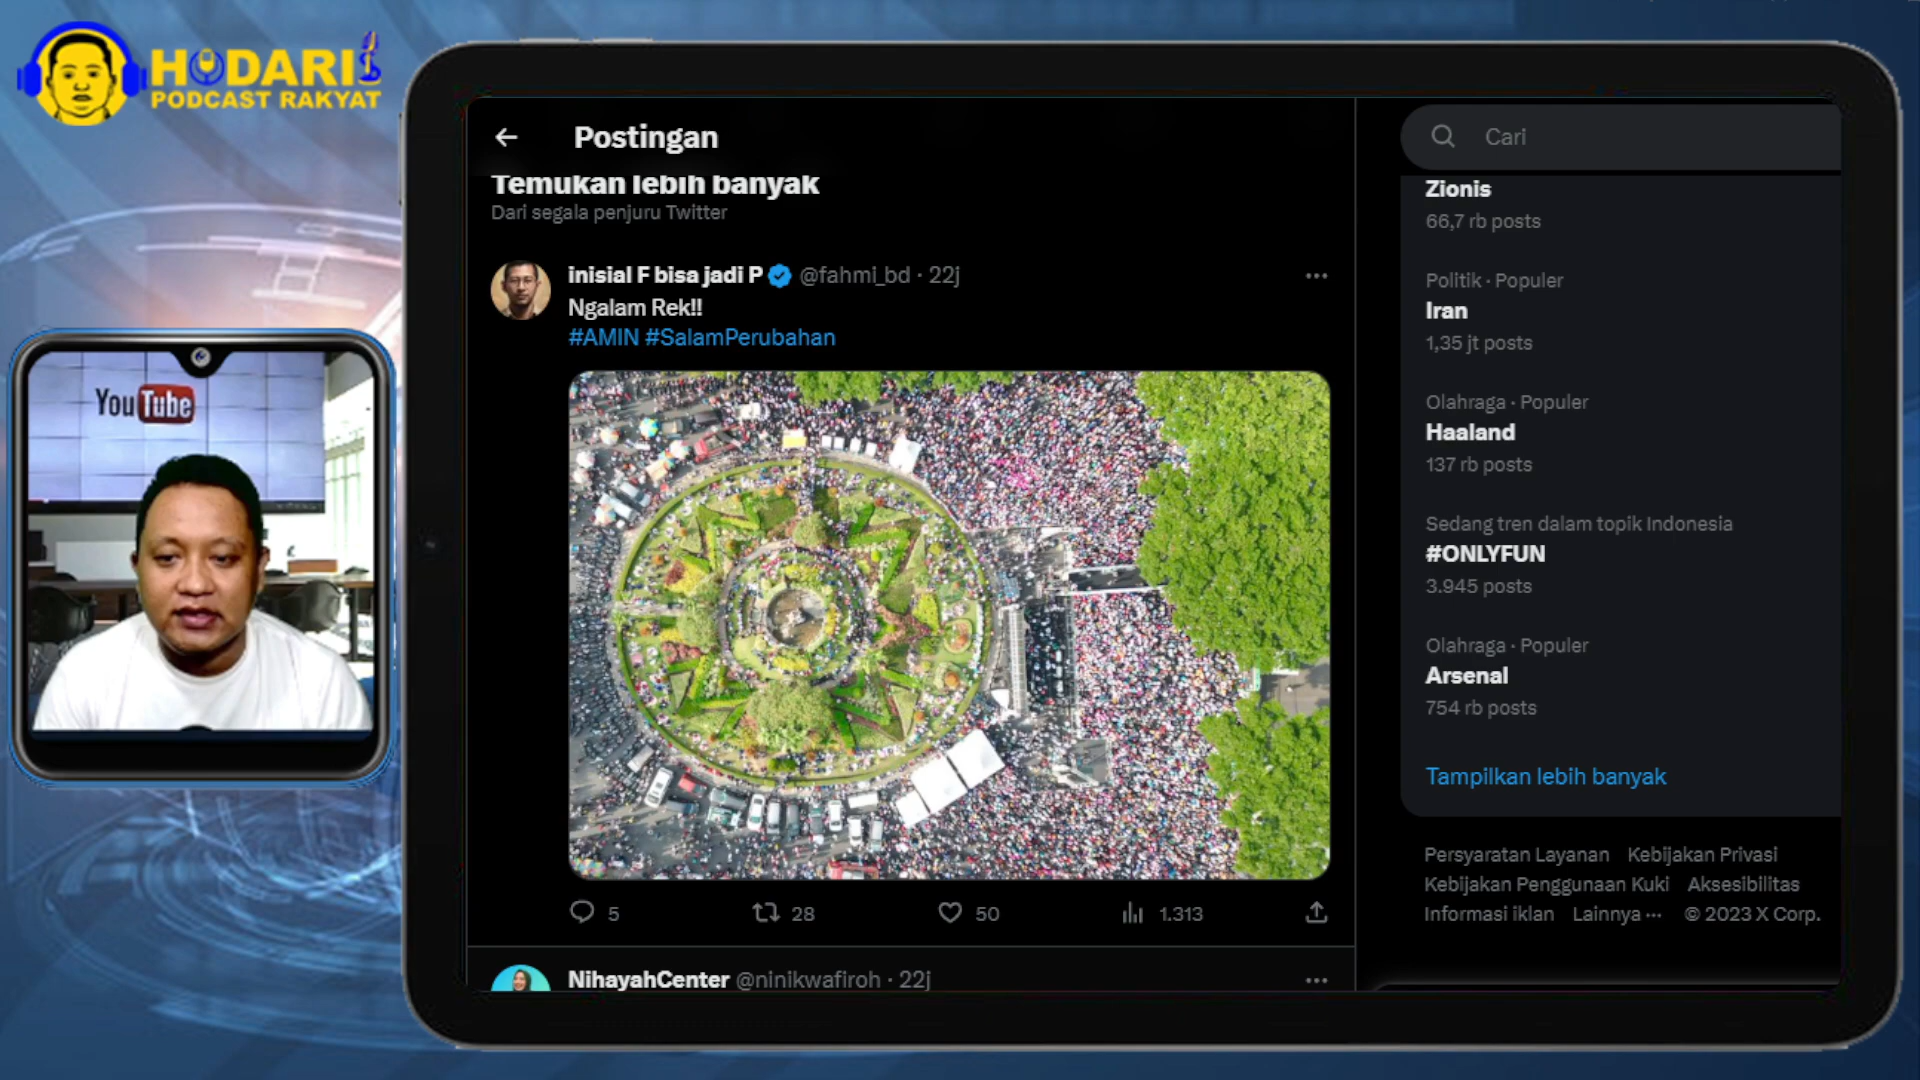 HODARI
PODCAST RAKYAT
YouTube
Postingan
Temukan lebih banyak
Dari segala penjuru Twitter
inisial F bisa jadi P @fahmi_bd · 22j
Ngalam Rek!!
#AMIN #SalamPerubahan
5
28
50
1.313
NihayahCenter @ninikwafiroh · 22j
Cari
Zionis
66,7 rb posts
Politik · Populer
Iran
1,35 jt posts
Olahraga · Populer
Haaland
137 rb posts
Sedang tren dalam topik Indonesia
#ONLYFUN
3.945 posts
Olahraga · Populer
Arsenal
754 rb posts
Tampilkan lebih banyak
Persyaratan Layanan Kebijakan Privasi
Kebijakan Penggunaan Kuki Aksesibilitas
Informasi iklan Lainnya ··· © 2023 X Corp.